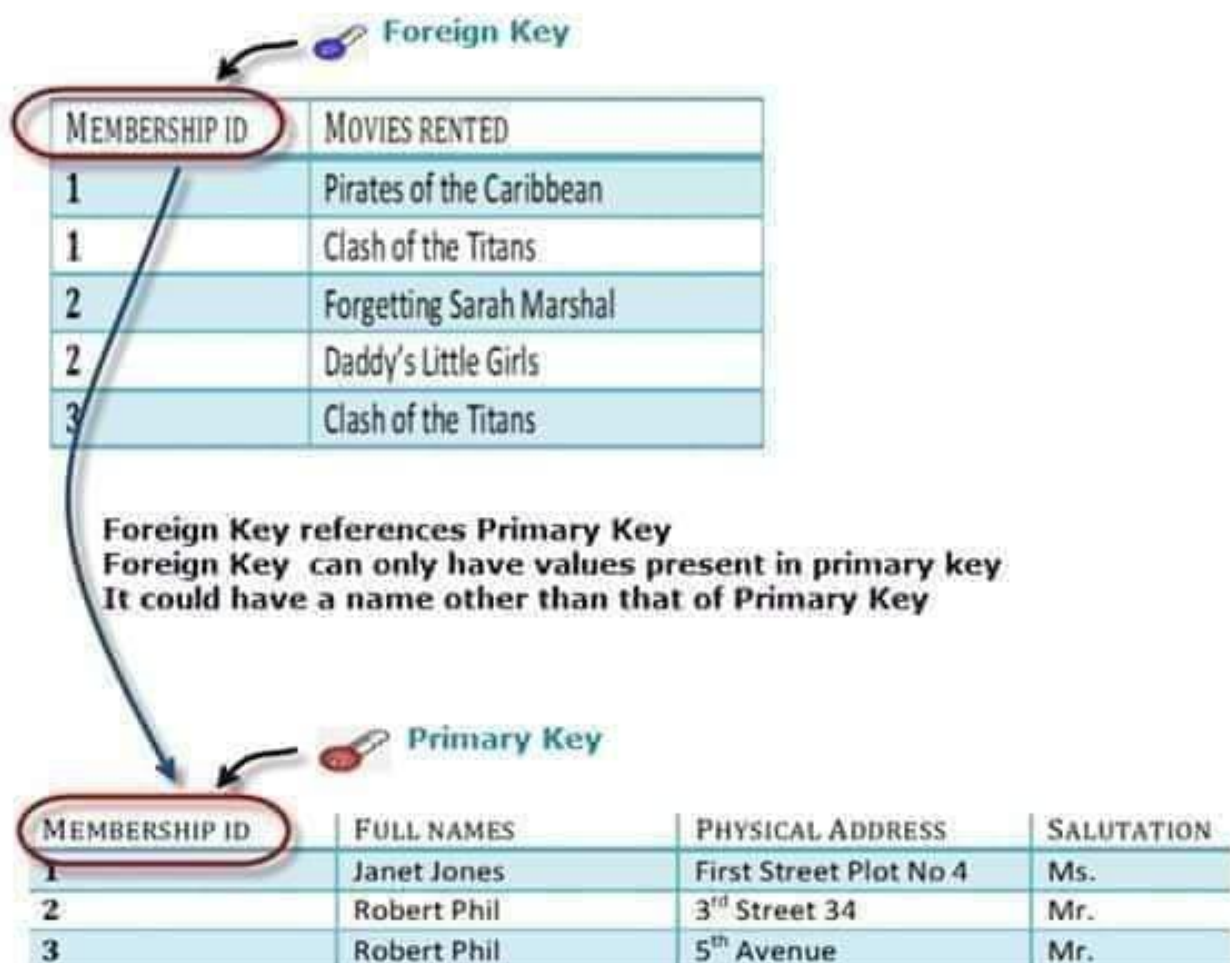 Foreign Key
MEMBERSHIP ID MOVIES RENTED
1 Pirates of the Caribbean
1 Clash of the Titans
2 Forgetting Sarah Marshal
2 Daddy's Little Girls
3 Clash of the Titans
Foreign Key references Primary Key
Foreign Key can only have values present in primary key
It could have a name other than that of Primary Key
Primary Key
MEMBERSHIP ID FULL NAMES PHYSICAL ADDRESS SALUTATION
1 Janet Jones First Street Plot No 4 Ms.
2 Robert Phil 3rd Street 34 Mr.
3 Robert Phil 5th Avenue Mr.